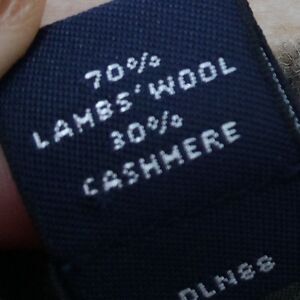 70%
LAMBS' WOOL
30%
CASHMERE
DLN88